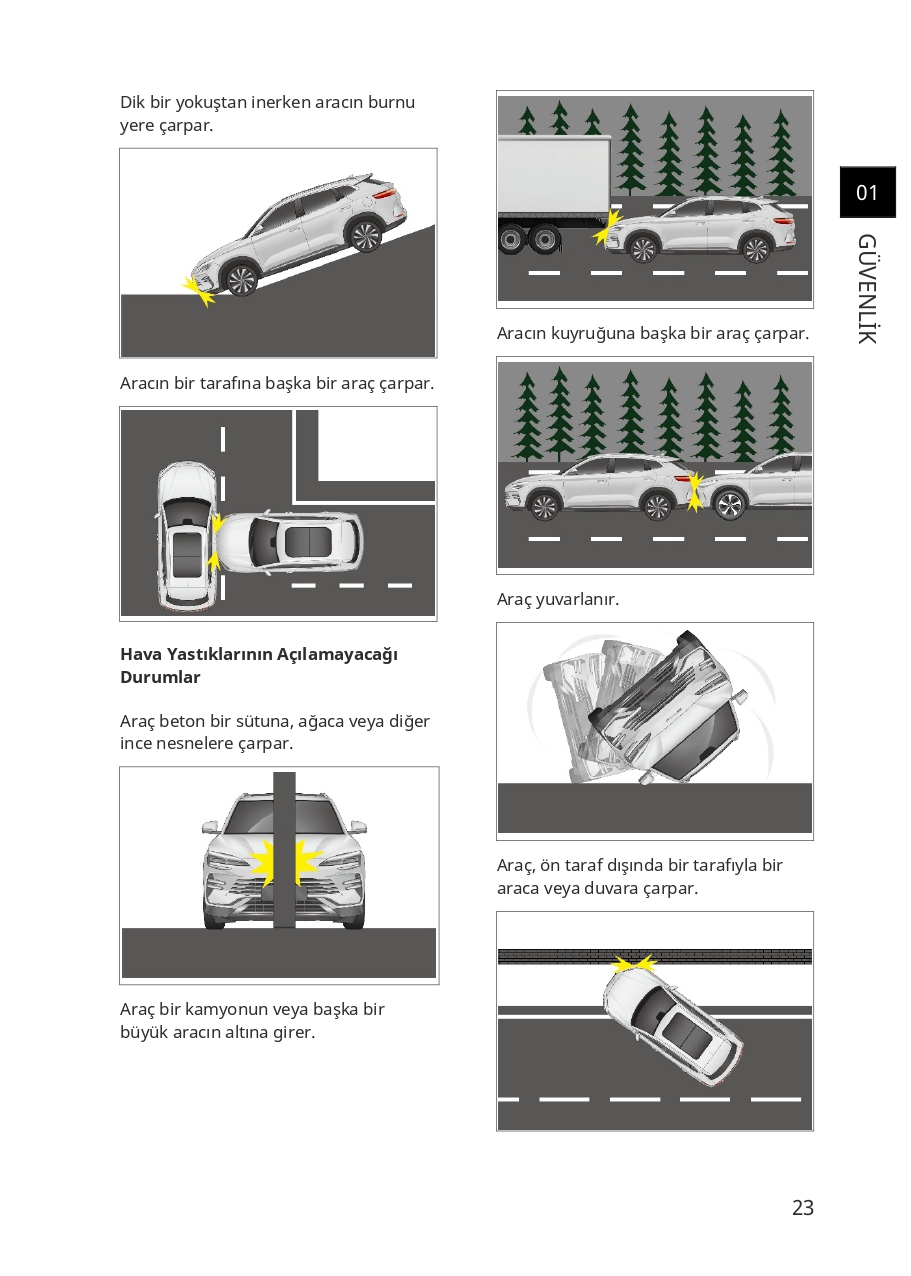 Dik bir yokuştan inerken aracın burnu
yere çarpar.
Aracın bir tarafına başka bir araç çarpar.
Hava Yastıklarının Açılamayacağı
Durumlar
Araç beton bir sütuna, ağaca veya diğer
ince nesnelere çarpar.
Araç bir kamyonun veya başka bir
büyük aracın altına girer.
Aracın kuyruğuna başka bir araç çarpar.
Araç yuvarlanır.
Araç, ön taraf dışında bir tarafıyla bir
araca veya duvara çarpar.
01
GÜVENLİK
23